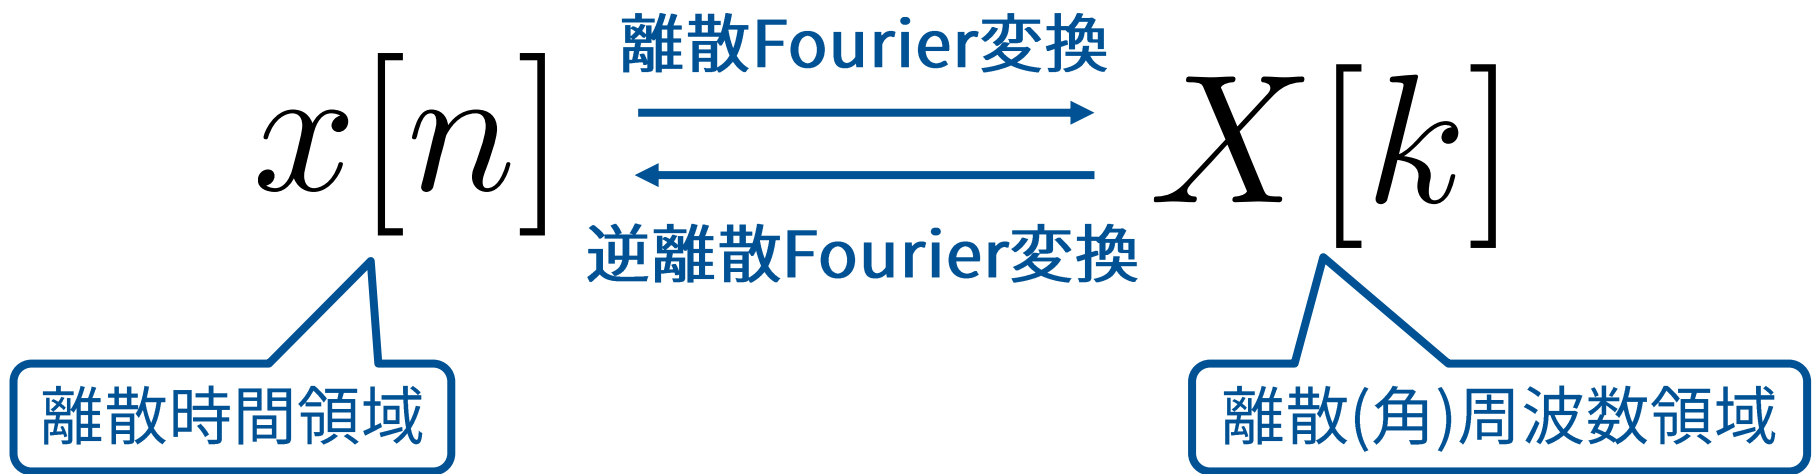 離散Fourier変換
x[n]
X[k]
逆離散Fourier変換
離散時間領域
離散(角)周波数領域